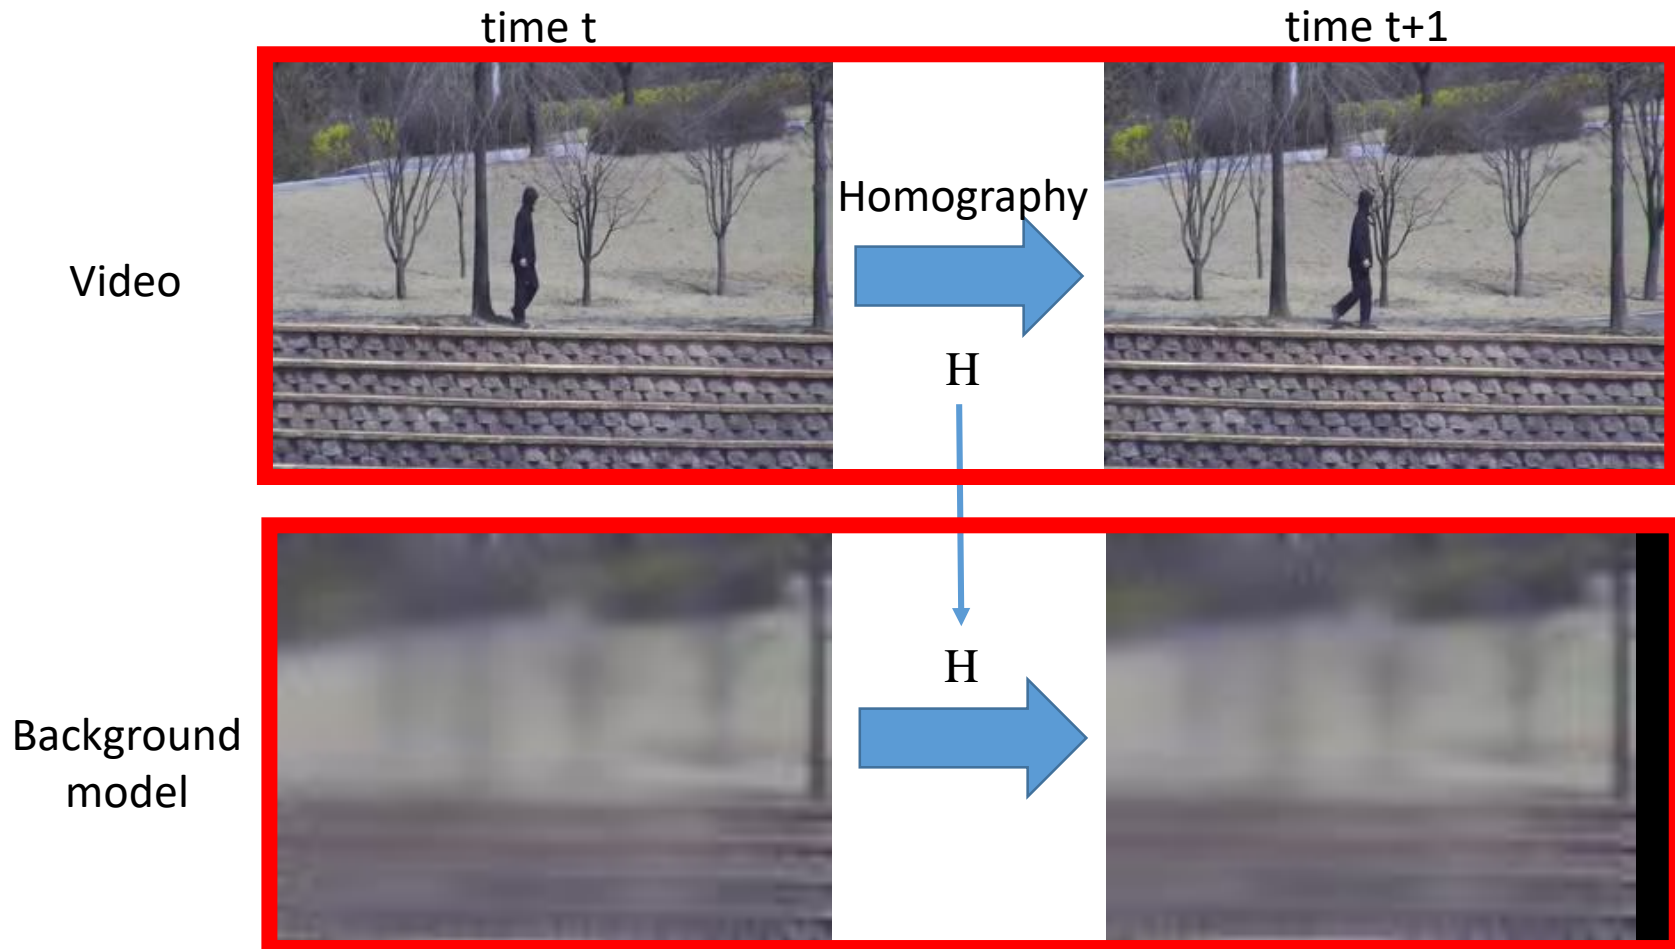 time t
time t+1
Video
Homography
H
H
Background
model